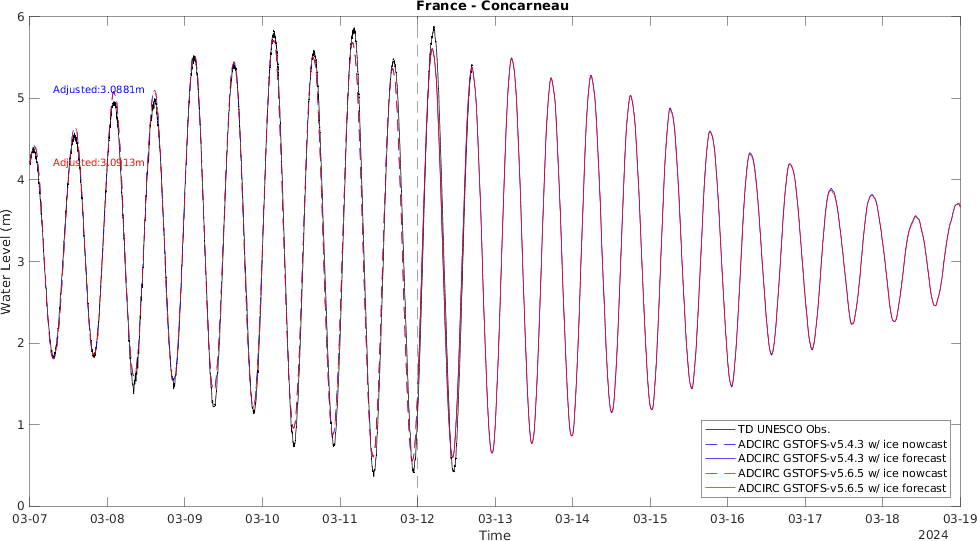 France - Concarneau
Water Level (m)
6
5
4
3
2
1
0
Adjusted:3.0881m
Adjusted:3.0913m
TD UNESCO Obs.
ADCIRC GSTOFS-v5.4.3 w/ ice nowcast
ADCIRC GSTOFS-v5.4.3 w/ ice forecast
ADCIRC GSTOFS-v5.6.5 w/ ice nowcast
ADCIRC GSTOFS-v5.6.5 w/ ice forecast
03-07 03-08 03-09 03-10 03-11 03-12 03-13 03-14 03-15 03-16 03-17 03-18 03-19
Time
2024